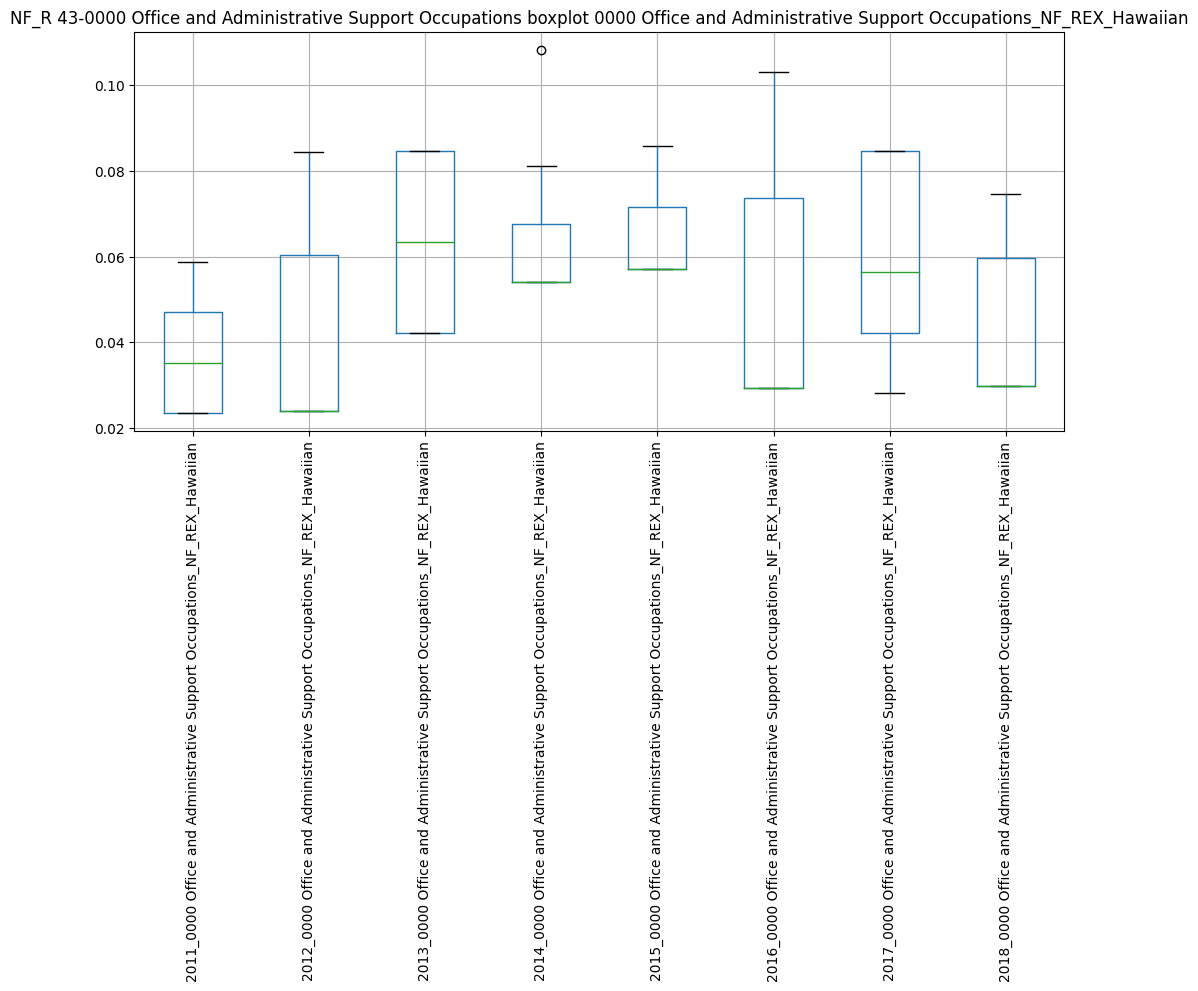 NF_R 43-0000 Office and Administrative Support Occupations boxplot 0000 Office and Administrative Support Occupations_NF_REX_Hawaiian
0.10
0.08
0.06
0.04
0.02
2011_0000 Office and Administrative Support Occupations_NF_REX_Hawaiian
2012_0000 Office and Administrative Support Occupations_NF_REX_Hawaiian
2013_0000 Office and Administrative Support Occupations_NF_REX_Hawaiian
2014_0000 Office and Administrative Support Occupations_NF_REX_Hawaiian
2015_0000 Office and Administrative Support Occupations_NF_REX_Hawaiian
2016_0000 Office and Administrative Support Occupations_NF_REX_Hawaiian
2017_0000 Office and Administrative Support Occupations_NF_REX_Hawaiian
2018_0000 Office and Administrative Support Occupations_NF_REX_Hawaiian